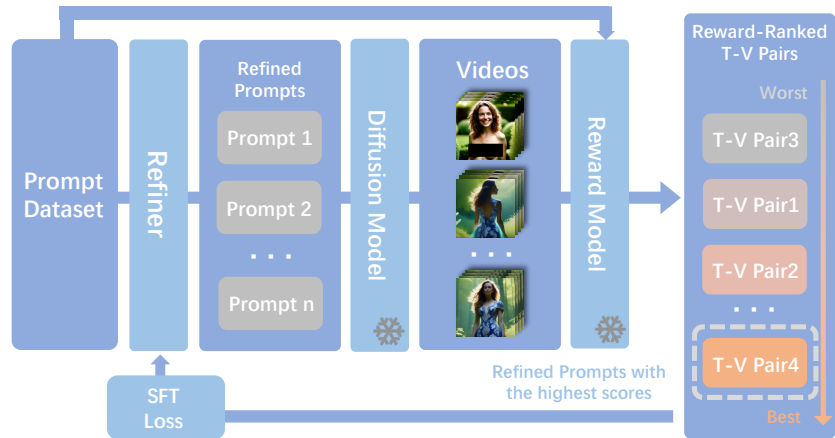 Prompt
Dataset
Refiner
Refined
Prompts
Prompt 1
Prompt 2
. . .
Prompt n
Diffusion Model
Videos
. . .
Reward Model
Reward-Ranked
T-V Pairs
Worst
T-V Pair3
T-V Pair1
T-V Pair2
. . .
T-V Pair4
Best
Refined Prompts with
the highest scores
SFT
Loss